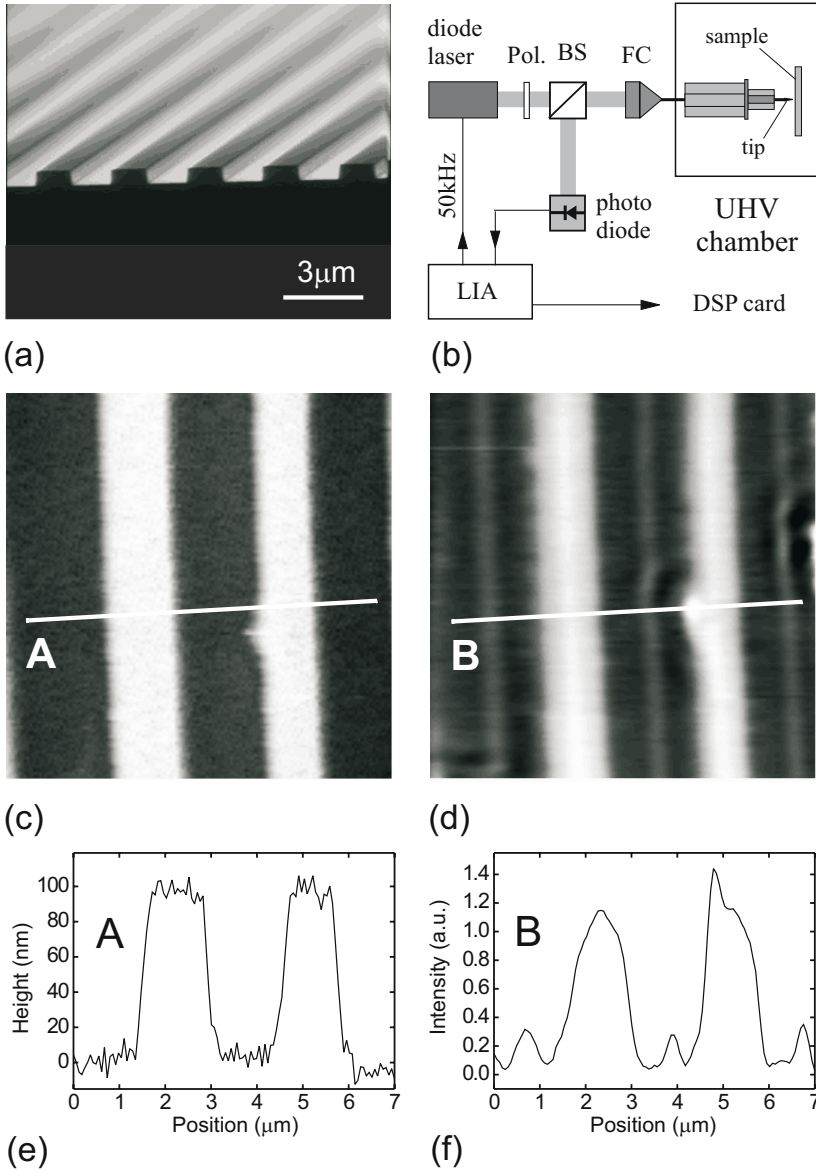 3μm
(a)
diode laser
Pol.
BS
FC
sample
tip
UHV chamber
50kHz
photo diode
LIA
DSP card
(b)
A
(c)
B
(d)
Height (nm)
100
80
60
40
20
0
A
0 1 2 3 4 5 6 7
Position (μm)
(e)
Intensity (a.u.)
1.4
1.2
1.0
0.8
0.6
0.4
0.2
0.0
B
0 1 2 3 4 5 6 7
Position (μm)
(f)